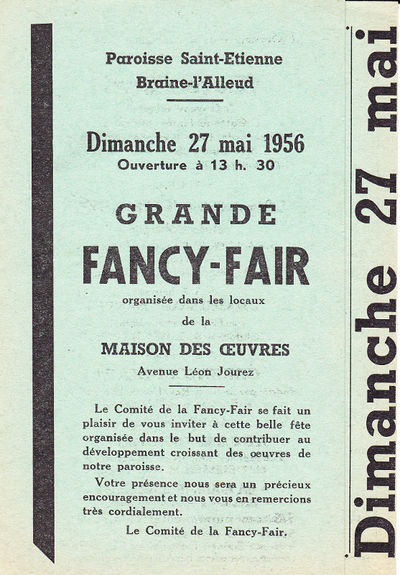 Paroisse Saint-Etienne
Braine-l'Alleud
Dimanche 27 mai 1956
Ouverture à 13 h. 30
GRANDE
FANCY-FAIR
organisée dans les locaux
de la
MAISON DES ŒUVRES
Avenue Léon Jourez
Le Comité de la Fancy-Fair se fait un
plaisir de vous inviter à cette belle fête
organisée dans le but de contribuer au
développement croissant des œuvres de
notre paroisse.
Votre présence nous sera un précieux
encouragement et nous vous en remercions
très cordialement.
Le Comité de la Fancy-Fair.
Dimanche 27 mai